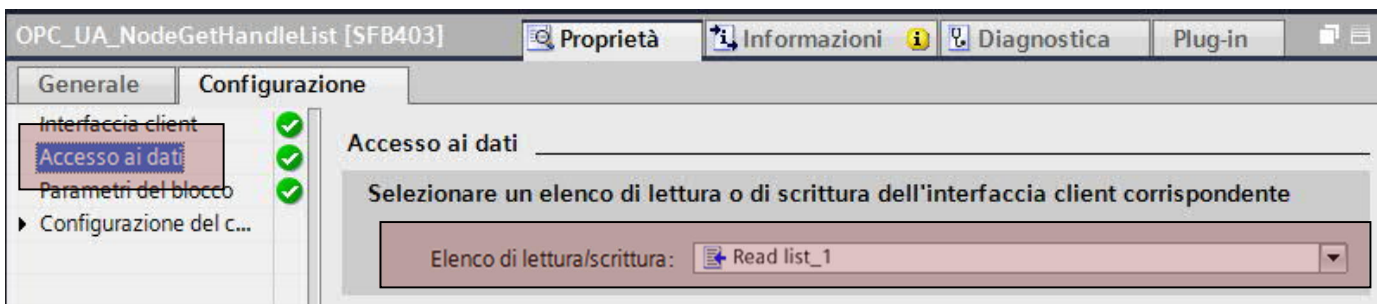 OPC_UA_NodeGetHandleList [SFB403] Proprietà Informazioni Diagnostica Plug-in
Generale Configurazione
Interfaccia client
Accesso ai dati
Parametri del blocco
Configurazione del c...
Accesso ai dati
Selezionare un elenco di lettura o di scrittura dell'interfaccia client corrispondente
Elenco di lettura/scrittura: Read list_1